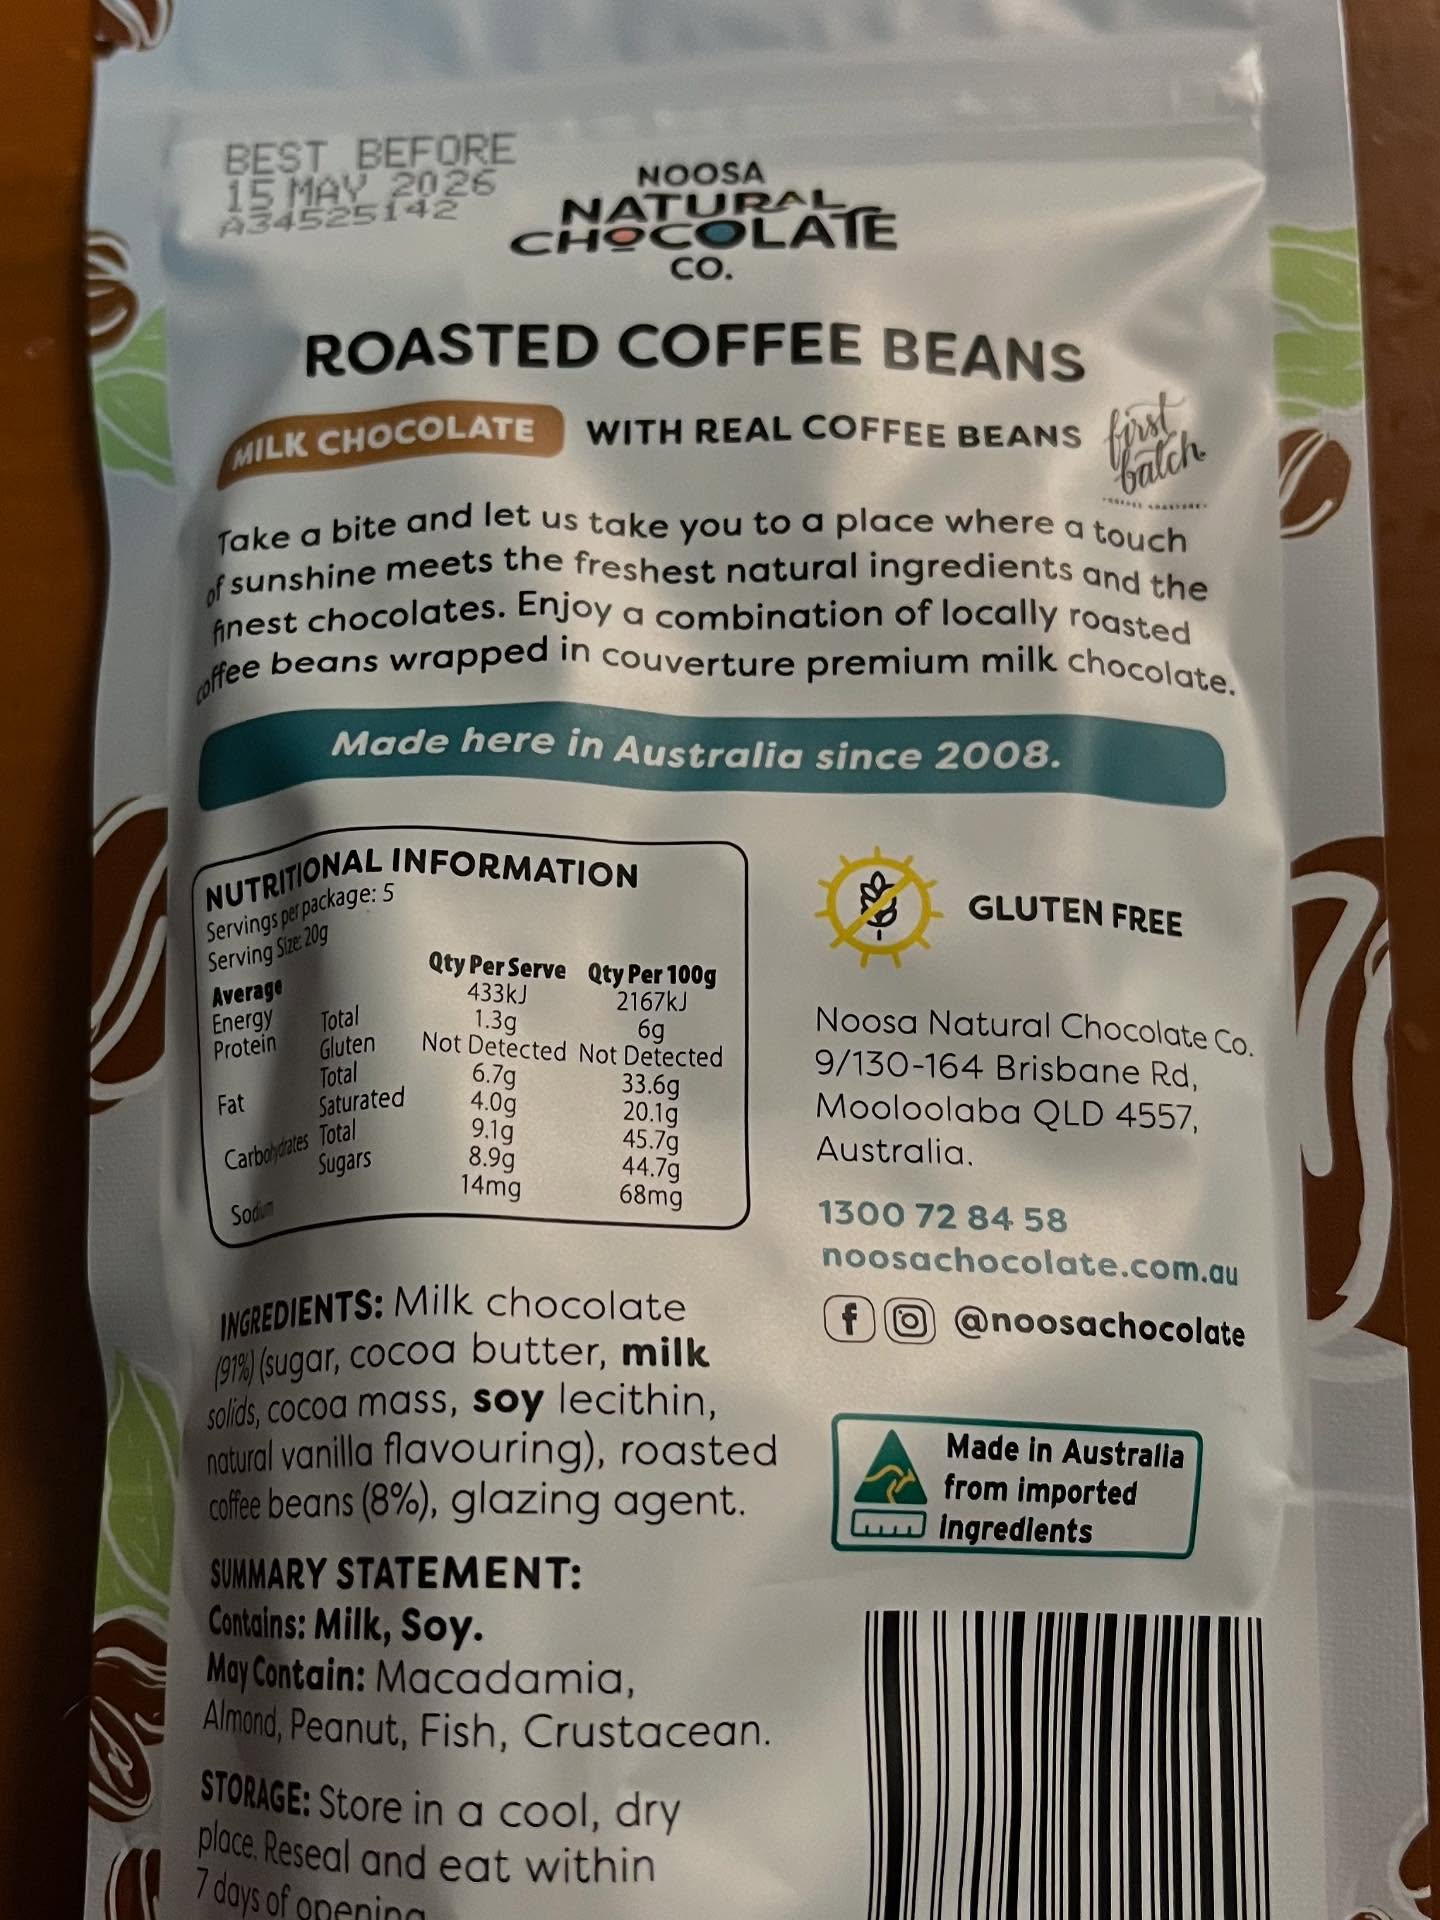 BEST BEFORE
15 MAY 2026
A34525142
NOOSA
NATURAL
CHOCOLATE
CO.
ROASTED COFFEE BEANS
MILK CHOCOLATE WITH REAL COFFEE BEANS
first
batch
Take a bite and let us take you to a place where a touch
of sunshine meets the freshest natural ingredients and the
finest chocolates. Enjoy a combination of locally roasted
coffee beans wrapped in couverture premium milk chocolate.
Made here in Australia since 2008.
NUTRITIONAL INFORMATION
Servings per package: 5
Serving Size: 20g
Average Qty Per Serve Qty Per 100g
Energy 433kJ 2167kJ
Protein Total 1.3g 6g
Gluten Not Detected Not Detected
Fat Total 6.7g 33.6g
Saturated 4.0g 20.1g
Carbohydrates Total 9.1g 45.7g
Sugars 8.9g 44.7g
Sodium 14mg 68mg
GLUTEN FREE
Noosa Natural Chocolate Co.
9/130-164 Brisbane Rd,
Mooloolaba QLD 4557,
Australia.
1300 72 84 58
noosachocolate.com.au
f @noosachocolate
INGREDIENTS: Milk chocolate
(91%) (sugar, cocoa butter, milk
solids, cocoa mass, soy lecithin,
natural vanilla flavouring), roasted
coffee beans (8%), glazing agent.
Made in Australia
from imported
ingredients
SUMMARY STATEMENT:
Contains: Milk, Soy.
May Contain: Macadamia,
Almond, Peanut, Fish, Crustacean.
STORAGE: Store in a cool, dry
place. Reseal and eat within
7 days of opening